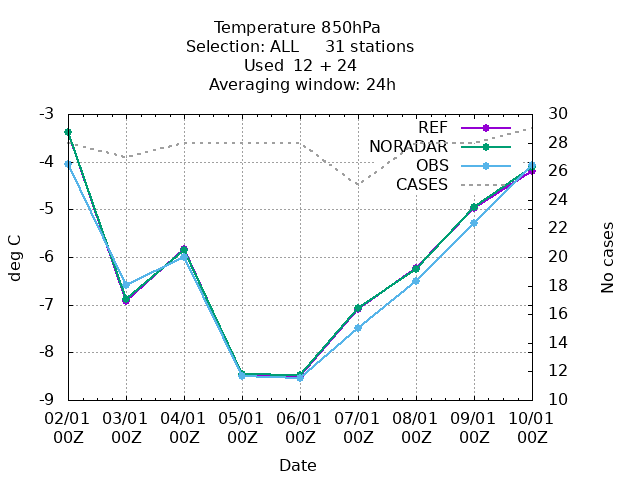 Temperature 850hPa
Selection: ALL 31 stations
Used 12 + 24
Averaging window: 24h
deg C
-3
-4
-5
-6
-7
-8
-9
REF
NORADAR
OBS
CASES
30
28
26
24
22
20
18
16
14
12
10
No cases
02/01 03/01 04/01 05/01 06/01 07/01 08/01 09/01 10/01
00Z 00Z 00Z 00Z 00Z 00Z 00Z 00Z 00Z
Date